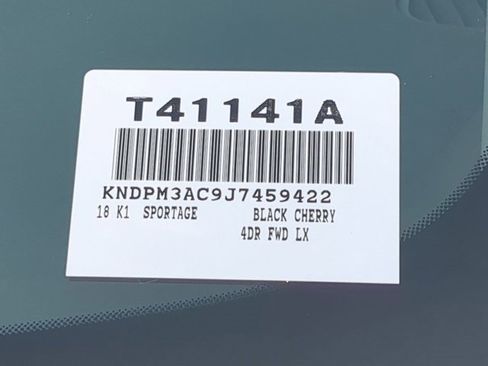 T41141A
KNDPM3AC9J7459422
18 K1 SPORTAGE BLACK CHERRY
4DR FWD LX